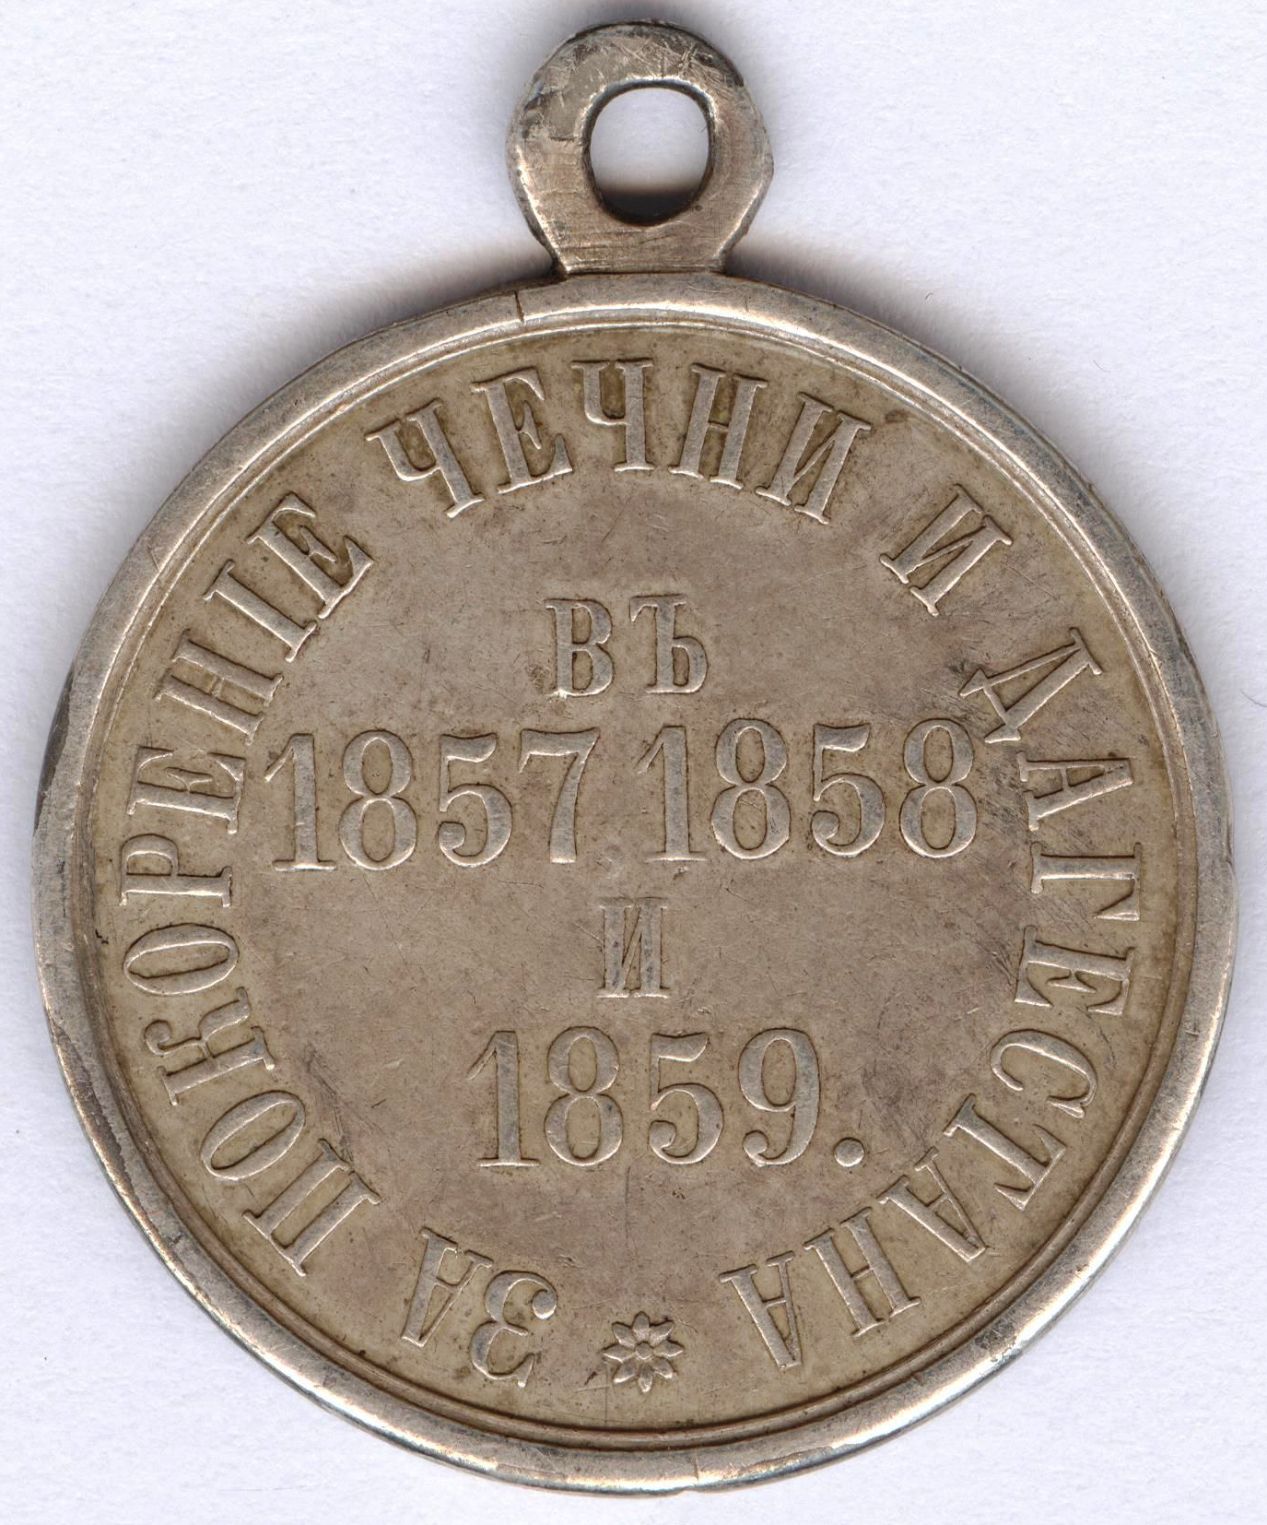 ЗА ПОКОРЕНІЕ ЧЕЧНИ И ДАГЕСТАНА
ВЪ
1857 1858
И
1859.